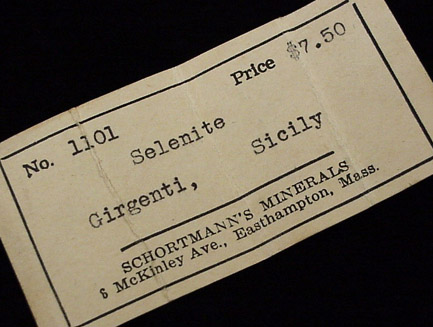 No. 1101 Price $7.50
Selenite
Girgenti, Sicily
SCHORTMANN'S MINERALS
6 McKinley Ave., Easthampton, Mass.